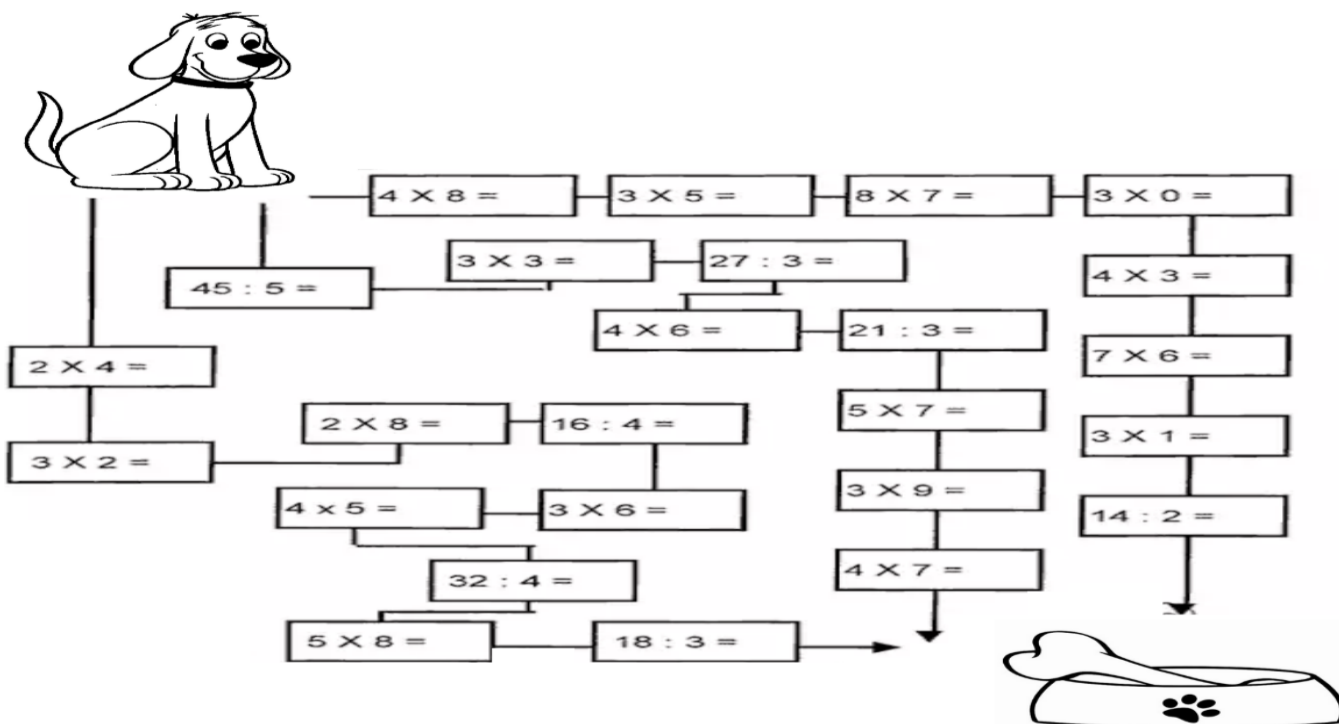 4 X 8 =
3 X 5 =
8 X 7 =
3 X 0 =
3 X 3 =
27 : 3 =
4 X 3 =
45 : 5 =
4 X 6 =
21 : 3 =
7 X 6 =
2 X 4 =
5 X 7 =
2 X 8 =
16 : 4 =
3 X 1 =
3 X 2 =
3 X 9 =
4 x 5 =
3 X 6 =
14 : 2 =
4 X 7 =
32 : 4 =
5 X 8 =
18 : 3 =